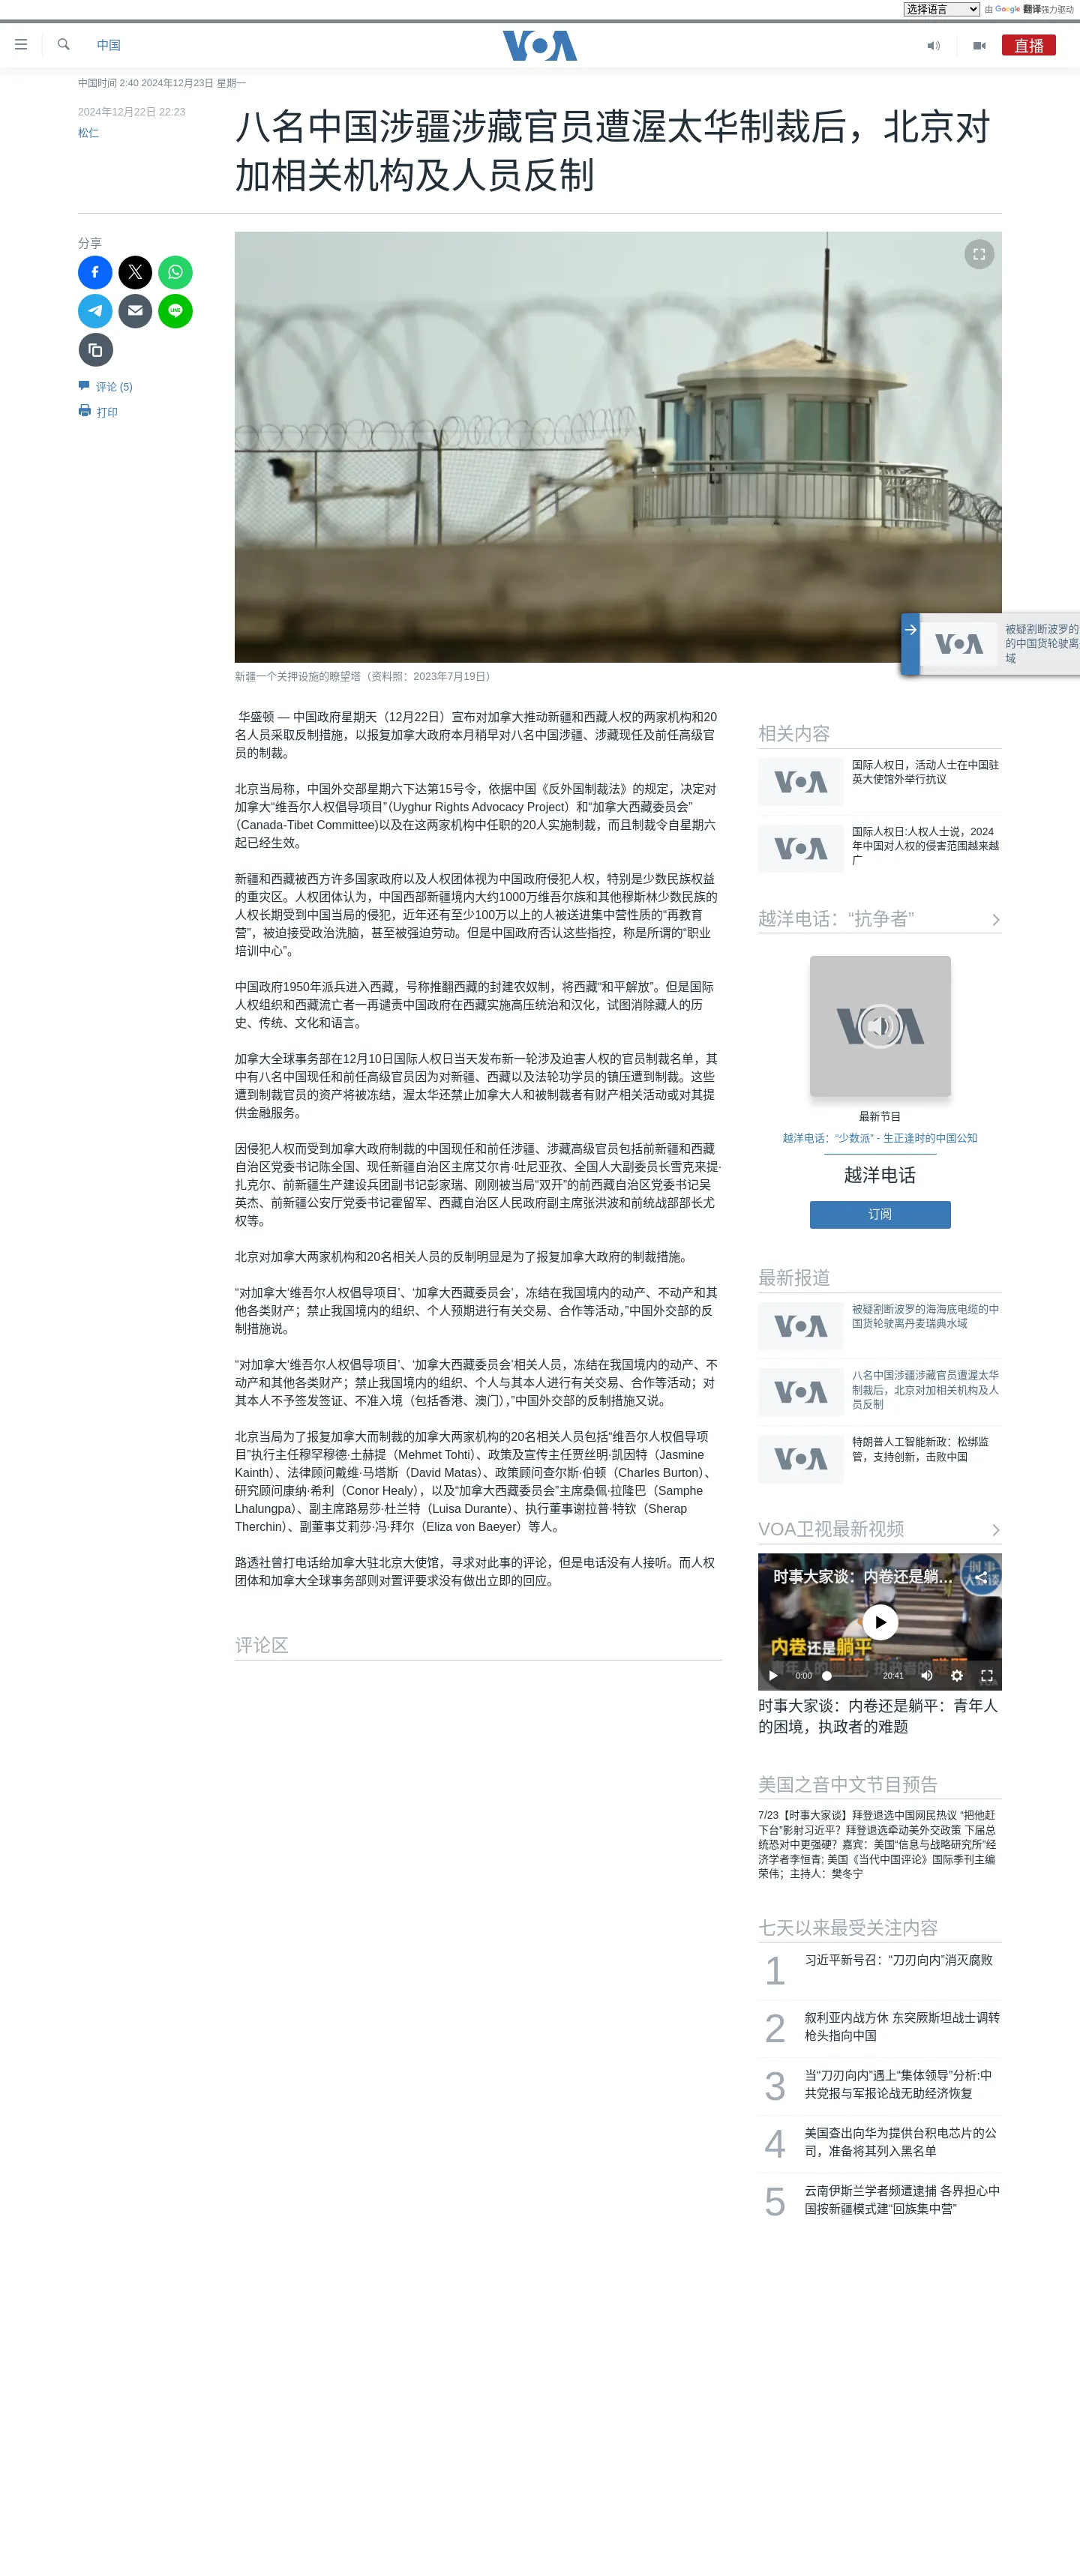 选择语言 由 Google 翻译强力驱动
中国
VOA
直播
中国时间 2:40 2024年12月23日 星期一
2024年12月22日 22:23
松仁
八名中国涉疆涉藏官员遭渥太华制裁后，北京对
加相关机构及人员反制
分享
LINE
评论 (5)
打印
VOA
被疑割断波罗的
的中国货轮驶离
域
新疆一个关押设施的瞭望塔（资料照：2023年7月19日）
华盛顿 — 中国政府星期天（12月22日）宣布对加拿大推动新疆和西藏人权的两家机构和20
名人员采取反制措施，以报复加拿大政府本月稍早对八名中国涉疆、涉藏现任及前任高级官
员的制裁。
北京当局称，中国外交部星期六下达第15号令，依据中国《反外国制裁法》的规定，决定对
加拿大“维吾尔人权倡导项目”（Uyghur Rights Advocacy Project）和“加拿大西藏委员会”
（Canada-Tibet Committee)以及在这两家机构中任职的20人实施制裁，而且制裁令自星期六
起已经生效。
新疆和西藏被西方许多国家政府以及人权团体视为中国政府侵犯人权，特别是少数民族权益
的重灾区。人权团体认为，中国西部新疆境内大约1000万维吾尔族和其他穆斯林少数民族的
人权长期受到中国当局的侵犯，近年还有至少100万以上的人被送进集中营性质的“再教育
营”，被迫接受政治洗脑，甚至被强迫劳动。但是中国政府否认这些指控，称是所谓的“职业
培训中心”。
中国政府1950年派兵进入西藏，号称推翻西藏的封建农奴制，将西藏“和平解放”。但是国际
人权组织和西藏流亡者一再谴责中国政府在西藏实施高压统治和汉化，试图消除藏人的历
史、传统、文化和语言。
加拿大全球事务部在12月10日国际人权日当天发布新一轮涉及迫害人权的官员制裁名单，其
中有八名中国现任和前任高级官员因为对新疆、西藏以及法轮功学员的镇压遭到制裁。这些
遭到制裁官员的资产将被冻结，渥太华还禁止加拿大人和被制裁者有财产相关活动或对其提
供金融服务。
因侵犯人权而受到加拿大政府制裁的中国现任和前任涉疆、涉藏高级官员包括前新疆和西藏
自治区党委书记陈全国、现任新疆自治区主席艾尔肯·吐尼亚孜、全国人大副委员长雪克来提·
扎克尔、前新疆生产建设兵团副书记彭家瑞、刚刚被当局“双开”的前西藏自治区党委书记吴
英杰、前新疆公安厅党委书记霍留军、西藏自治区人民政府副主席张洪波和前统战部部长尤
权等。
北京对加拿大两家机构和20名相关人员的反制明显是为了报复加拿大政府的制裁措施。
“对加拿大‘维吾尔人权倡导项目’、‘加拿大西藏委员会’，冻结在我国境内的动产、不动产和其
他各类财产；禁止我国境内的组织、个人预期进行有关交易、合作等活动，”中国外交部的反
制措施说。
“对加拿大‘维吾尔人权倡导项目’、‘加拿大西藏委员会’相关人员，冻结在我国境内的动产、不
动产和其他各类财产；禁止我国境内的组织、个人与其本人进行有关交易、合作等活动；对
其本人不予签发签证、不准入境（包括香港、澳门），”中国外交部的反制措施又说。
北京当局为了报复加拿大而制裁的加拿大两家机构的20名相关人员包括“维吾尔人权倡导项
目”执行主任穆罕穆德·土赫提（Mehmet Tohti）、政策及宣传主任贾丝明·凯因特（Jasmine
Kainth）、法律顾问戴维·马塔斯（David Matas）、政策顾问查尔斯·伯顿（Charles Burton）、
研究顾问康纳·希利（Conor Healy），以及“加拿大西藏委员会”主席桑佩·拉隆巴（Samphe
Lhalungpa）、副主席路易莎·杜兰特（Luisa Durante）、执行董事谢拉普·特钦（Sherap
Therchin）、副董事艾莉莎·冯·拜尔（Eliza von Baeyer）等人。
路透社曾打电话给加拿大驻北京大使馆，寻求对此事的评论，但是电话没有人接听。而人权
团体和加拿大全球事务部则对置评要求没有做出立即的回应。
评论区
相关内容
VOA
国际人权日，活动人士在中国驻
英大使馆外举行抗议
VOA
国际人权日:人权人士说，2024
年中国对人权的侵害范围越来越
广
越洋电话：“抗争者”
VOA
最新节目
越洋电话：“少数派” - 生正逢时的中国公知
越洋电话
订阅
最新报道
VOA
被疑割断波罗的海海底电缆的中
国货轮驶离丹麦瑞典水域
VOA
八名中国涉疆涉藏官员遭渥太华
制裁后，北京对加相关机构及人
员反制
VOA
特朗普人工智能新政：松绑监
管，支持创新，击败中国
VOA卫视最新视频
时事大家谈：内卷还是躺...
内卷还是躺平
0:00
20:41
时事大家谈：内卷还是躺平：青年人
的困境，执政者的难题
美国之音中文节目预告
7/23【时事大家谈】拜登退选中国网民热议 “把他赶
下台”影射习近平？拜登退选牵动美外交政策 下届总
统恐对中更强硬？嘉宾：美国“信息与战略研究所”经
济学者李恒青; 美国《当代中国评论》国际季刊主编
荣伟；主持人：樊冬宁
七天以来最受关注内容
1
习近平新号召：“刀刃向内”消灭腐败
2
叙利亚内战方休 东突厥斯坦战士调转
枪头指向中国
3
当“刀刃向内”遇上“集体领导”分析:中
共党报与军报论战无助经济恢复
4
美国查出向华为提供台积电芯片的公
司，准备将其列入黑名单
5
云南伊斯兰学者频遭逮捕 各界担心中
国按新疆模式建“回族集中营”